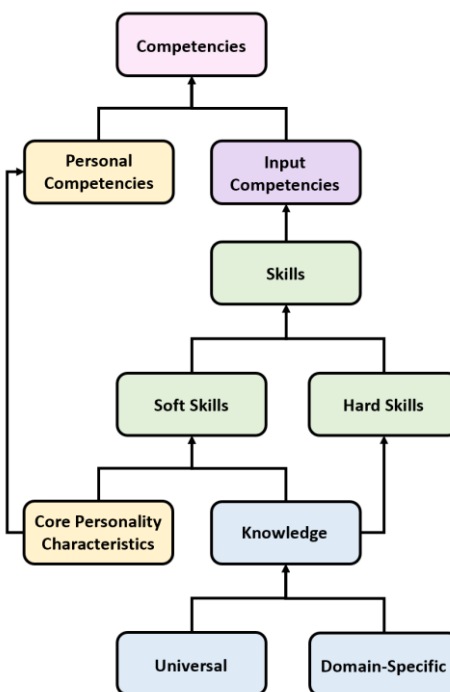 Competencies
Personal
Competencies
Input
Competencies
Skills
Soft Skills
Hard Skills
Core Personality
Characteristics
Knowledge
Universal
Domain-Specific